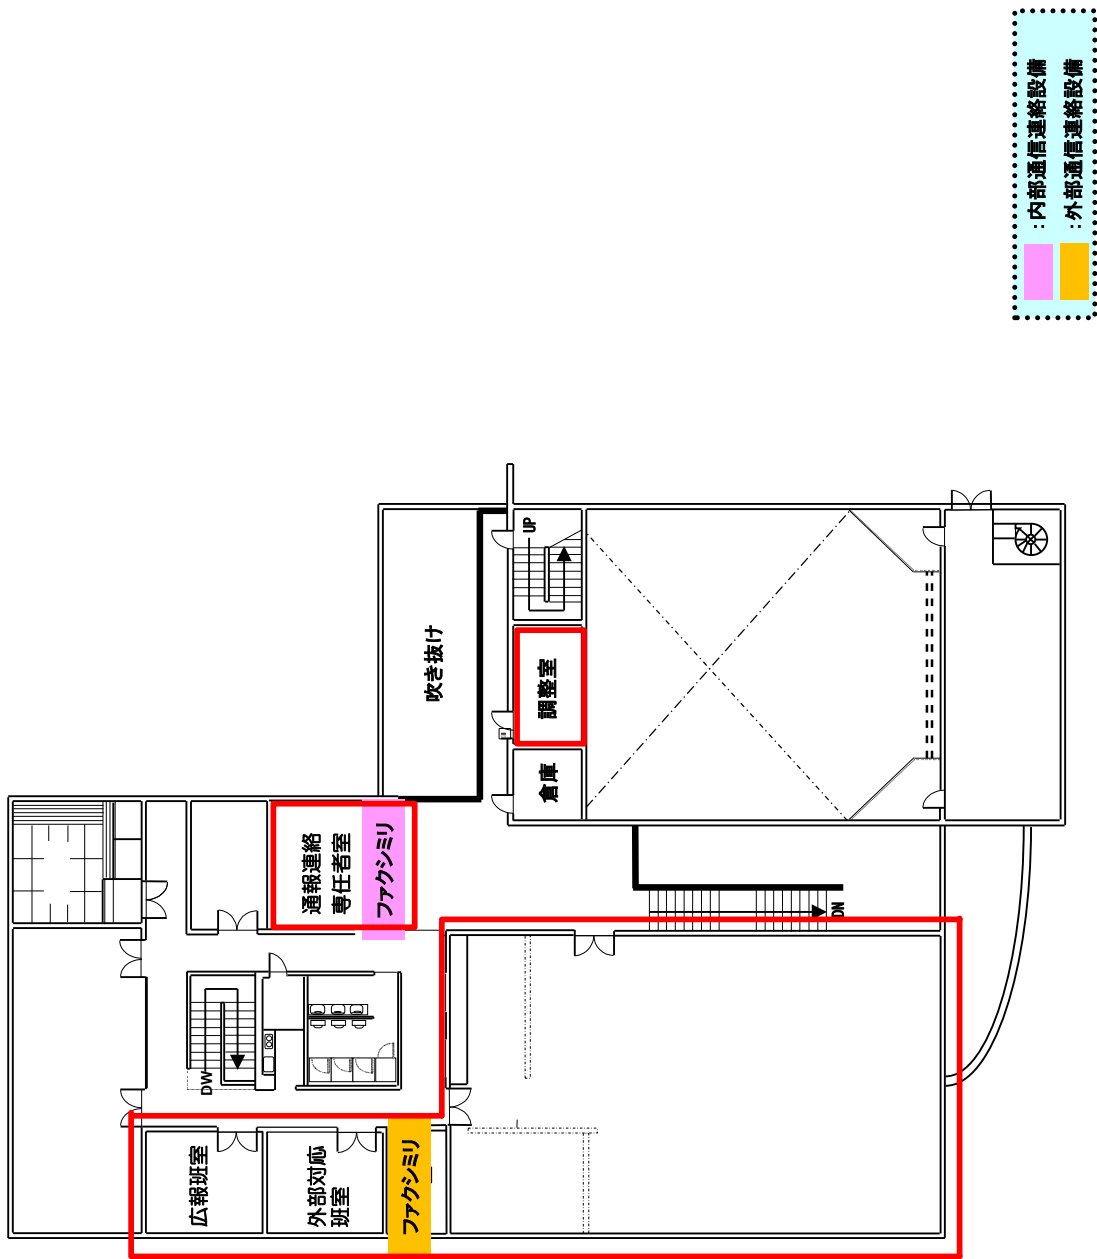 ：内部通信連絡設備
：外部通信連絡設備
UP
吹き抜け
調整室
倉庫
通報連絡
専任者室
ファクシミリ
DN
DW
広報班室
外部対応
班室
ファクシミリ